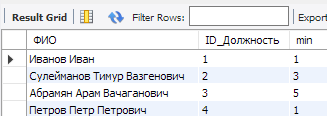 Result Grid Filter Rows: Export
ФИО ID_Должность min
Иванов Иван 1 1
Сулейманов Тимур Вазгенович 2 3
Абрамян Арам Вачаганович 3 5
Петров Петр Петрович 4 1